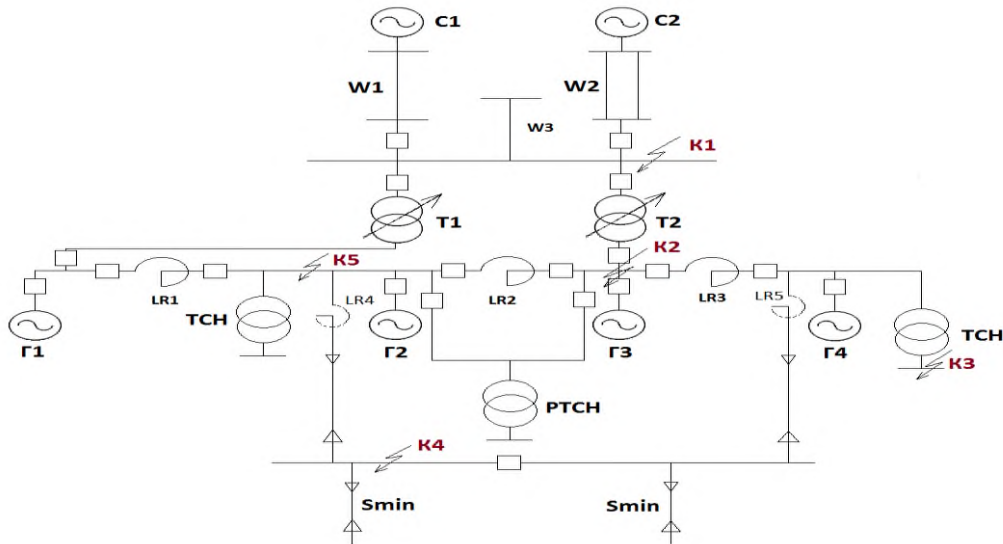 C1
C2
W1
W2
W3
K1
T1
T2
K5
K2
LR1
LR2
LR3
TCH
LR4
LR5
Г1
Г2
Г3
Г4
TCH
K3
PTCH
K4
Smin
Smin